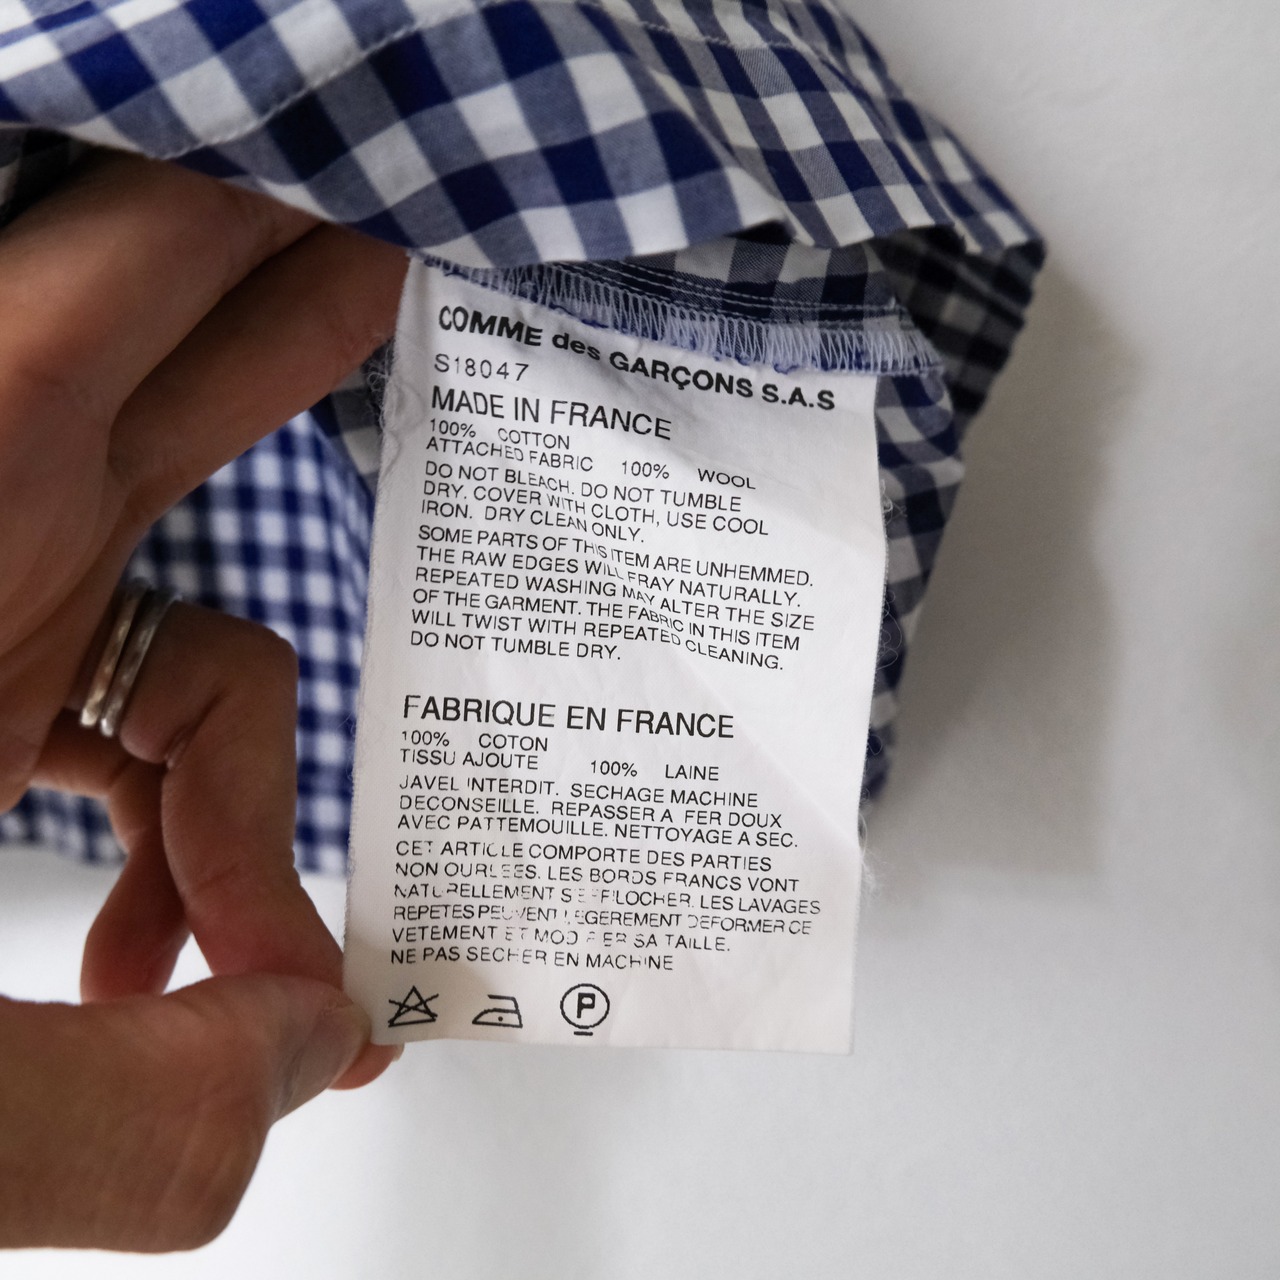 COMME des GARÇONS S.A.S
S18047
MADE IN FRANCE
100% COTTON
ATTACHED FABRIC 100% WOOL
DO NOT BLEACH. DO NOT TUMBLE
DRY. COVER WITH CLOTH, USE COOL
IRON. DRY CLEAN ONLY.
SOME PARTS OF THIS ITEM ARE UNHEMMED.
THE RAW EDGES WILL FRAY NATURALLY.
REPEATED WASHING MAY ALTER THE SIZE
OF THE GARMENT. THE FABRIC IN THIS ITEM
WILL TWIST WITH REPEATED CLEANING.
DO NOT TUMBLE DRY.
FABRIQUE EN FRANCE
100% COTON
TISSU AJOUTE 100% LAINE
JAVEL INTERDIT. SECHAGE MACHINE
DECONSEILLE. REPASSER A FER DOUX
AVEC PATTEMOUILLE. NETTOYAGE A SEC.
CET ARTICLE COMPORTE DES PARTIES
NON OURLEES. LES BORDS FRANCS VONT
NATURELLEMENT S'EFFILOCHER. LES LAVAGES
REPETES PEUVENT LEGEREMENT DEFORMER CE
VETEMENT ET MODIFIER SA TAILLE.
NE PAS SECHER EN MACHINE
P